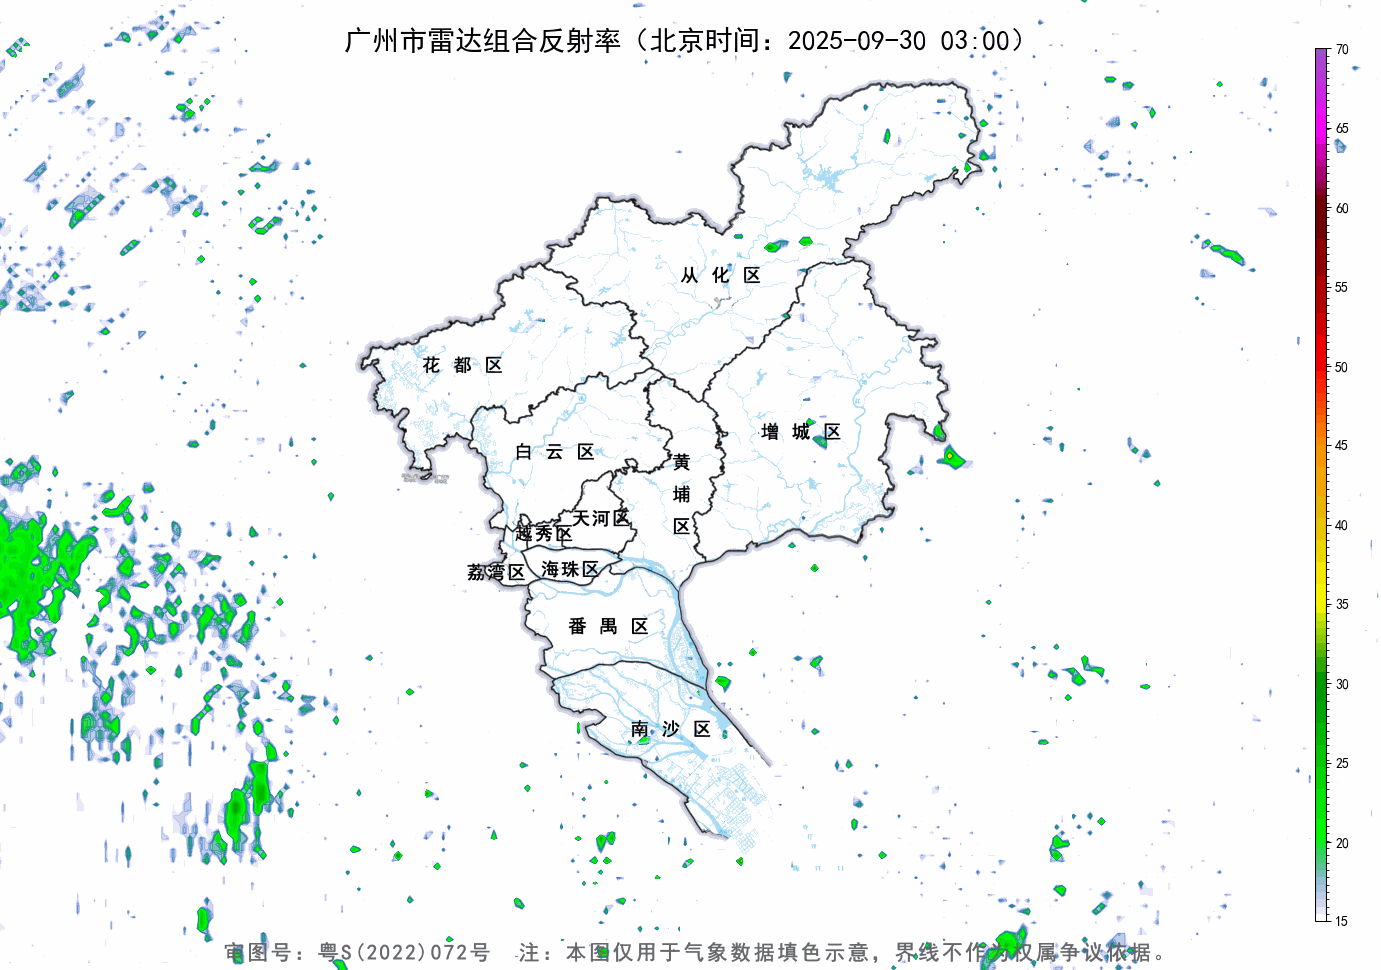 广州市雷达组合反射率（北京时间：2025-09-30 03:00）
70
65
60
55
50
45
40
35
30
25
20
15
从化区
花都区
增城区
白云区
黄埔区
天河区
越秀区
海珠区
荔湾区
番禺区
南沙区
审图号：粤S(2022)072号 注：本图仅用于气象数据填色示意，界线不作为权属争议依据。